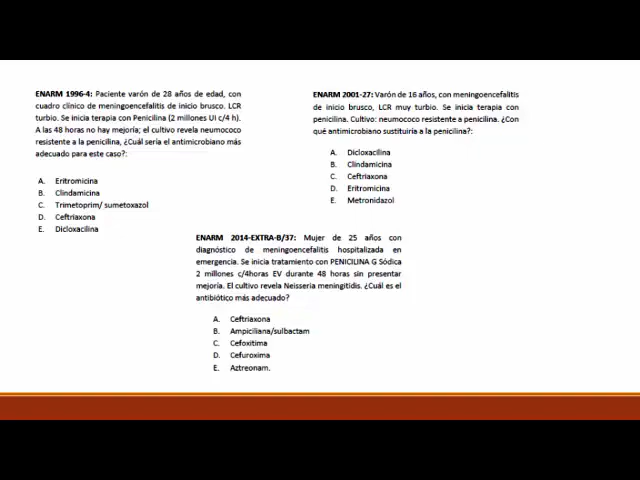 ENARM 1996-4: Paciente varón de 28 años de edad, con
cuadro clínico de meningoencefalitis de inicio brusco. LCR
turbio. Se inicia terapia con Penicilina (2 millones UI c/4 h).
A las 48 horas no hay mejoría; el cultivo revela neumococo
resistente a la penicilina, ¿Cuál sería el antimicrobiano más
adecuado para este caso?:
A. Eritromicina
B. Clindamicina
C. Trimetoprim/ sumetoxazol
D. Ceftriaxona
E. Dicloxacilina
ENARM 2001-27: Varón de 16 años, con meningoencefalitis
de inicio brusco, LCR muy turbio. Se inicia terapia con
penicilina. Cultivo: neumococo resistente a penicilina. ¿Con
qué antimicrobiano sustituiría a la penicilina?:
A. Dicloxacilina
B. Clindamicina
C. Ceftriaxona
D. Eritromicina
E. Metronidazol
ENARM 2014-EXTRA-B/37: Mujer de 25 años con
diagnóstico de meningoencefalitis hospitalizada en
emergencia. Se inicia tratamiento con PENICILINA G Sódica
2 millones c/4horas EV durante 48 horas sin presentar
mejoría. El cultivo revela Neisseria meningitidis. ¿Cuál es el
antibiótico más adecuado?
A. Ceftriaxona
B. Ampiciliana/sulbactam
C. Cefoxitima
D. Cefuroxima
E. Aztreonam.